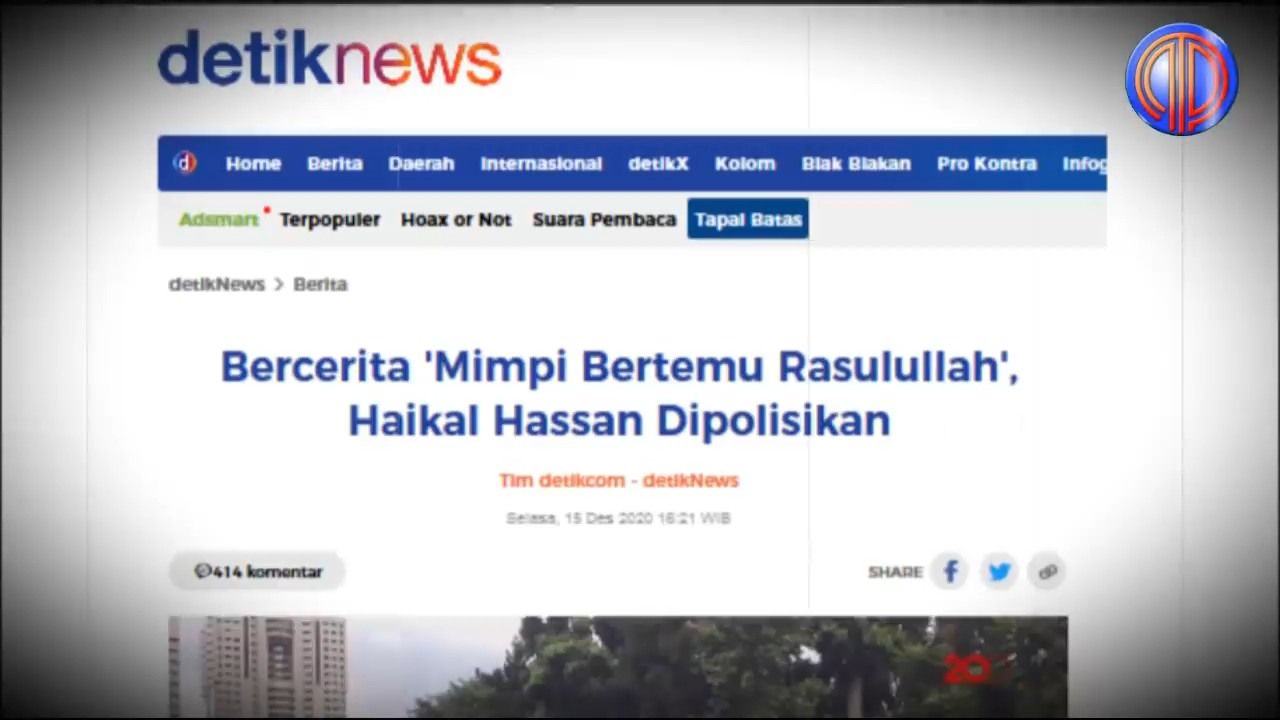 detiknews
Home Berita Daerah Internasional detikX Kolom Blak Blakan Pro Kontra Infog
Adsmart Terpopuler Hoax or Not Suara Pembaca Tapal Batas
detikNews > Berita
Bercerita 'Mimpi Bertemu Rasulullah',
Haikal Hassan Dipolisikan
Tim detikcom - detikNews
Selasa, 15 Des 2020 16:21 WIB
414 komentar
SHARE
20